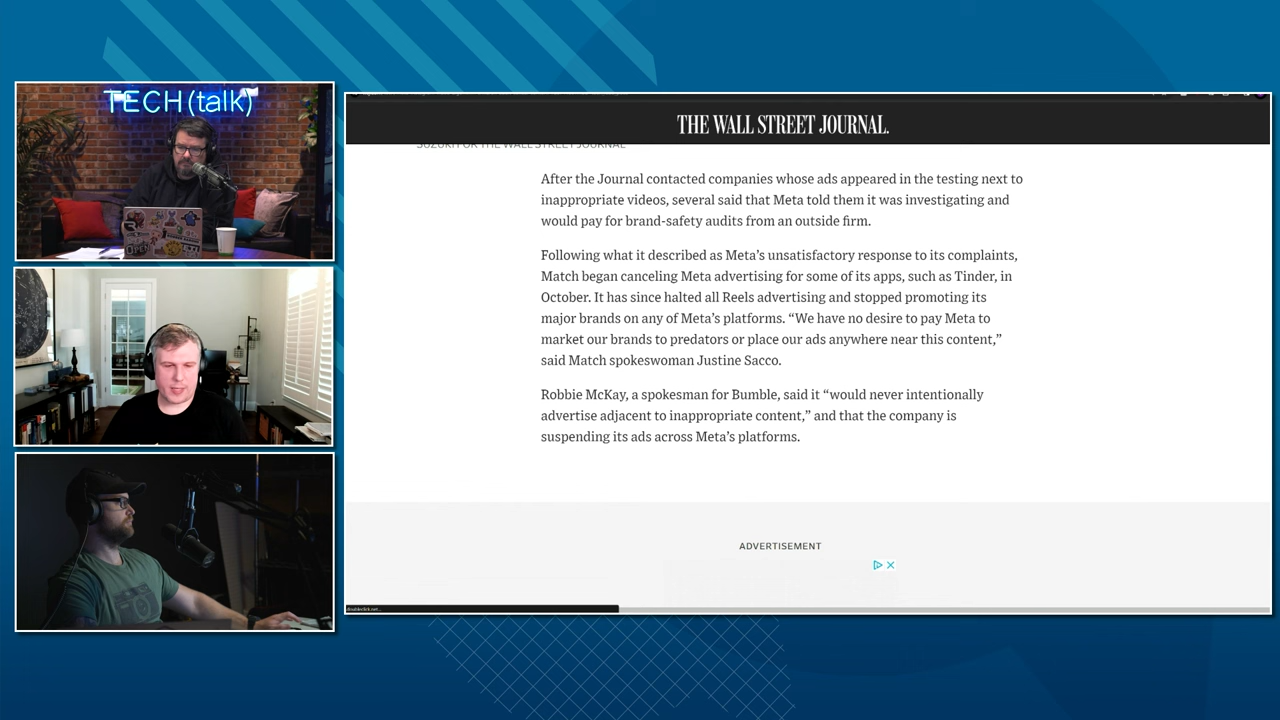 TECH(talk)
OPEN
THE WALL STREET JOURNAL.
SUZUKI FOR THE WALL STREET JOURNAL
After the Journal contacted companies whose ads appeared in the testing next to
inappropriate videos, several said that Meta told them it was investigating and
would pay for brand-safety audits from an outside firm.
Following what it described as Meta’s unsatisfactory response to its complaints,
Match began canceling Meta advertising for some of its apps, such as Tinder, in
October. It has since halted all Reels advertising and stopped promoting its
major brands on any of Meta’s platforms. “We have no desire to pay Meta to
market our brands to predators or place our ads anywhere near this content,”
said Match spokeswoman Justine Sacco.
Robbie McKay, a spokesman for Bumble, said it “would never intentionally
advertise adjacent to inappropriate content,” and that the company is
suspending its ads across Meta’s platforms.
ADVERTISEMENT